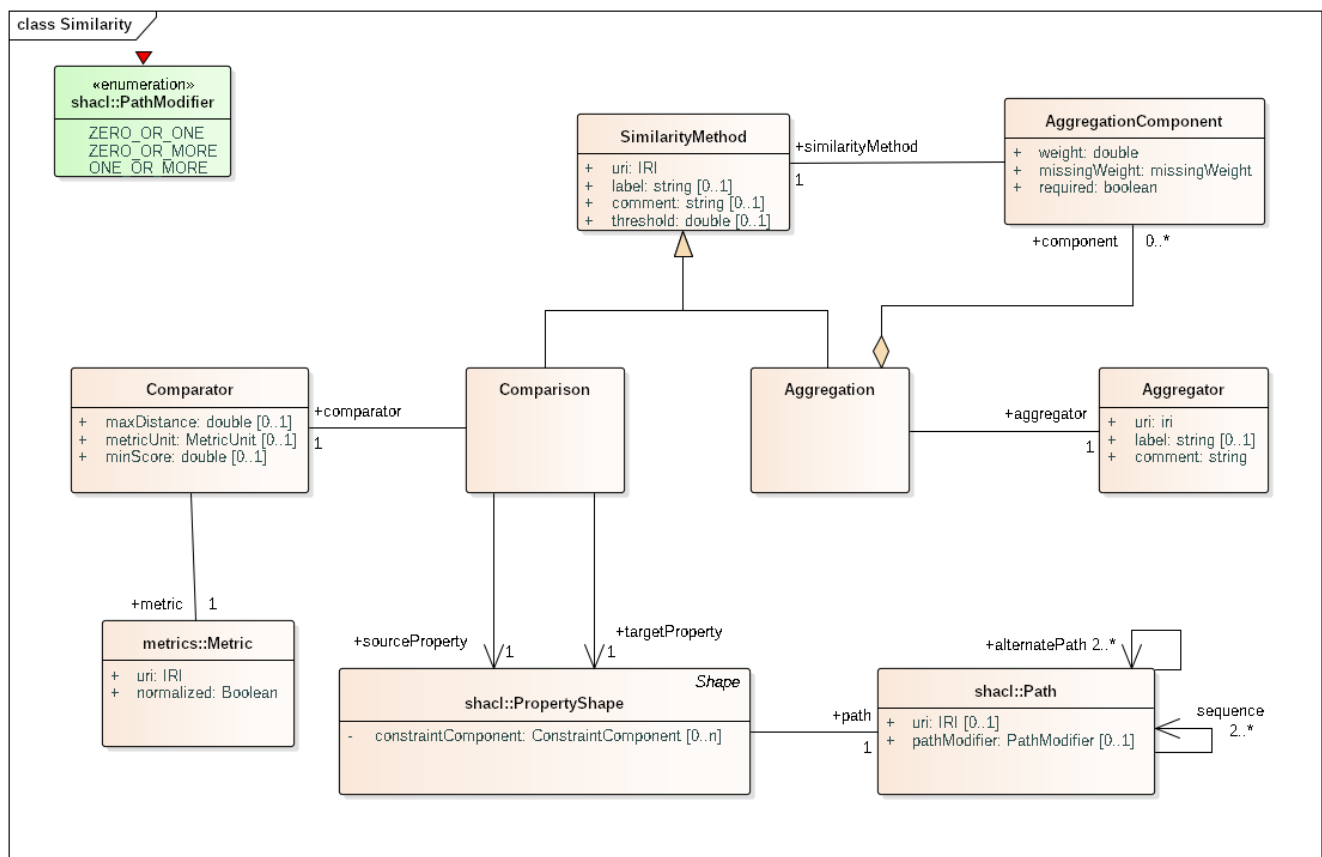 class Similarity
«enumeration»
shacl::PathModifier
ZERO_OR_ONE
ZERO_OR_MORE
ONE_OR_MORE
SimilarityMethod
+ uri: IRI
+ label: string [0..1]
+ comment: string [0..1]
+ threshold: double [0..1]
+similarityMethod
1
AggregationComponent
+ weight: double
+ missingWeight: missingWeight
+ required: boolean
+component 0..*
Comparator
+ maxDistance: double [0..1]
+ metricUnit: MetricUnit [0..1]
+ minScore: double [0..1]
+comparator
1
Comparison
Aggregation
+aggregator
1
Aggregator
+ uri: iri
+ label: string [0..1]
+ comment: string
+metric 1
metrics::Metric
+ uri: IRI
+ normalized: Boolean
+sourceProperty
1
+targetProperty
1
Shape
shacl::PropertyShape
- constraintComponent: ConstraintComponent [0..n]
+path
1
+alternatePath 2..*
shacl::Path
+ uri: IRI [0..1]
+ pathModifier: PathModifier [0..1]
sequence
2..*